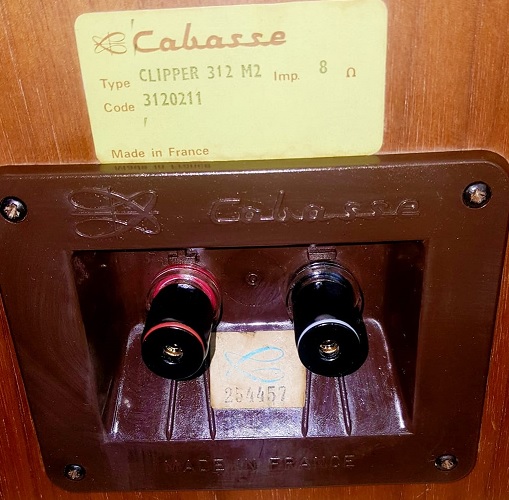 Cabasse
Type CLIPPER 312 M2 Imp. 8 Ω
Code 3120211
Made in France
Cabasse
254457
MADE IN FRANCE